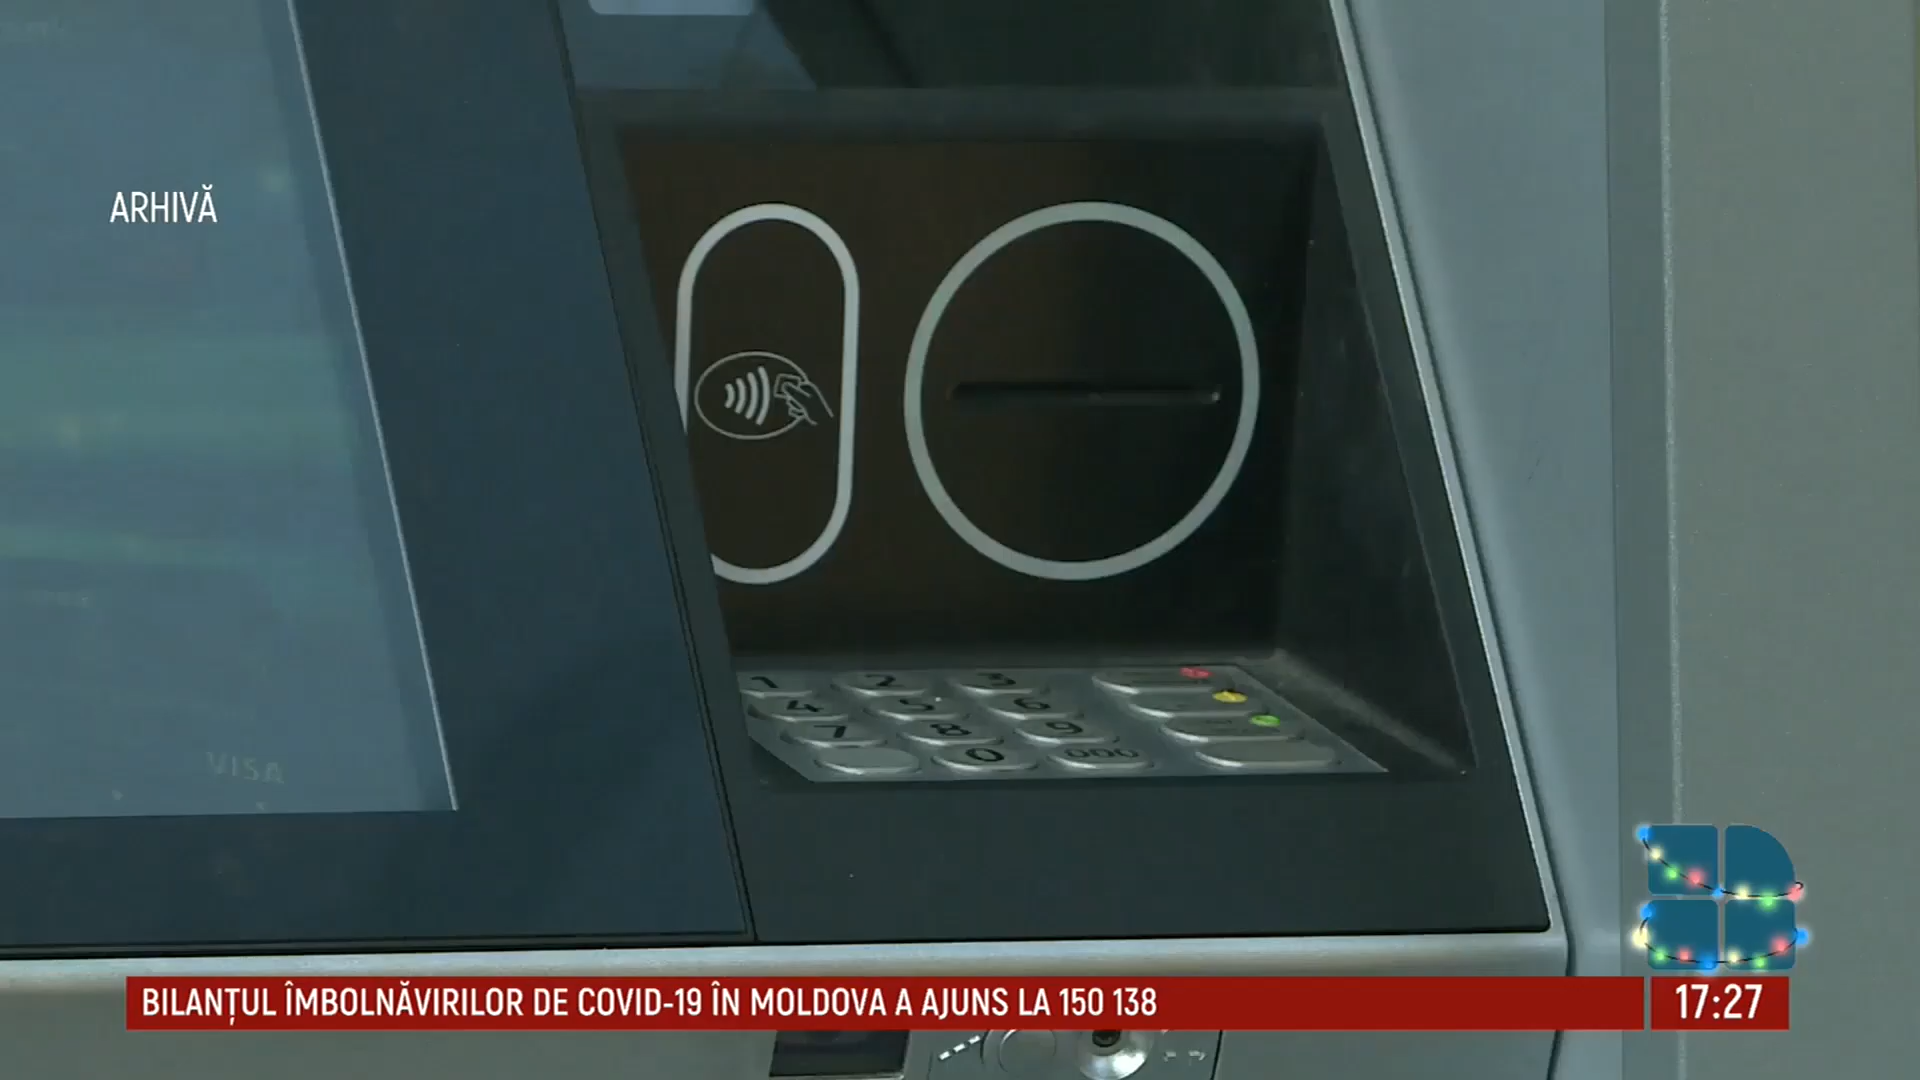 ARHIVĂ
VISA
1 2 3
4 5 6
7 8 9
0 000
BILANȚUL ÎMBOLNĂVIRILOR DE COVID-19 ÎN MOLDOVA A AJUNS LA 150 138
17:27